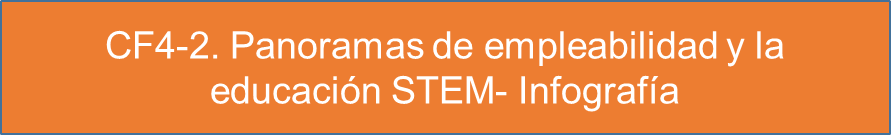 CF4-2. Panoramas de empleabilidad y la
educación STEM- Infografía